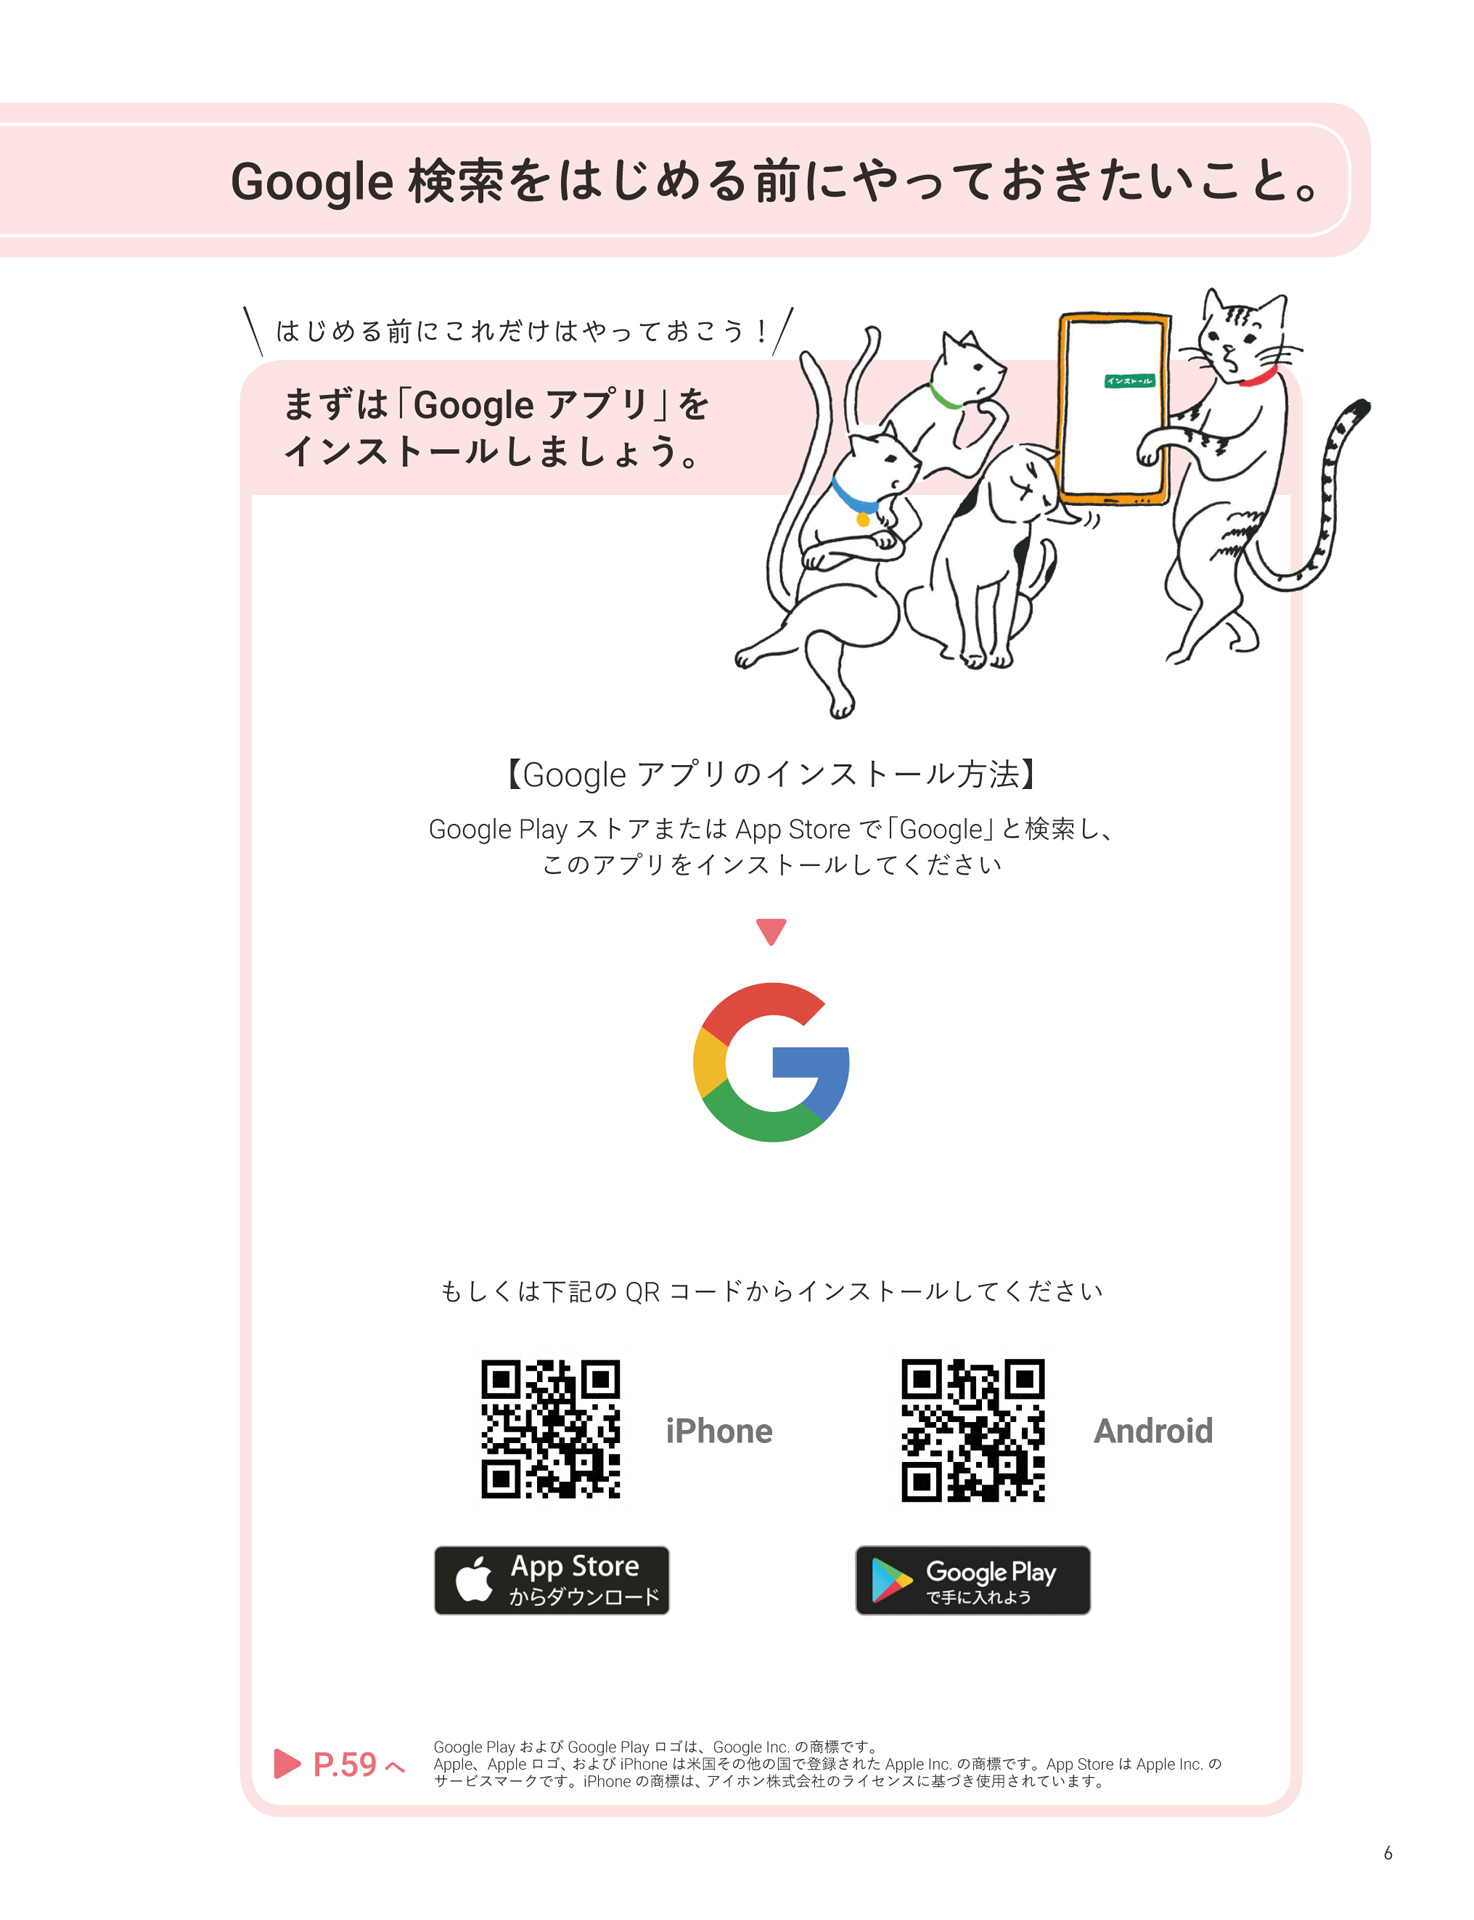 Google 検索をはじめる前にやっておきたいこと。
はじめる前にこれだけはやっておこう！
まずは「Google アプリ」を
インストールしましょう。
インストール
【Google アプリのインストール方法】
Google Play ストアまたは App Store で「Google」と検索し、
このアプリをインストールしてください
もしくは下記の QR コードからインストールしてください
iPhone
Android
App Store
からダウンロード
Google Play
で手に入れよう
P.59 へ
Google Play および Google Play ロゴは、Google Inc. の商標です。
Apple、Apple ロゴ、および iPhone は米国その他の国で登録された Apple Inc. の商標です。App Store は Apple Inc. の
サービスマークです。iPhone の商標は、アイホン株式会社のライセンスに基づき使用されています。
6